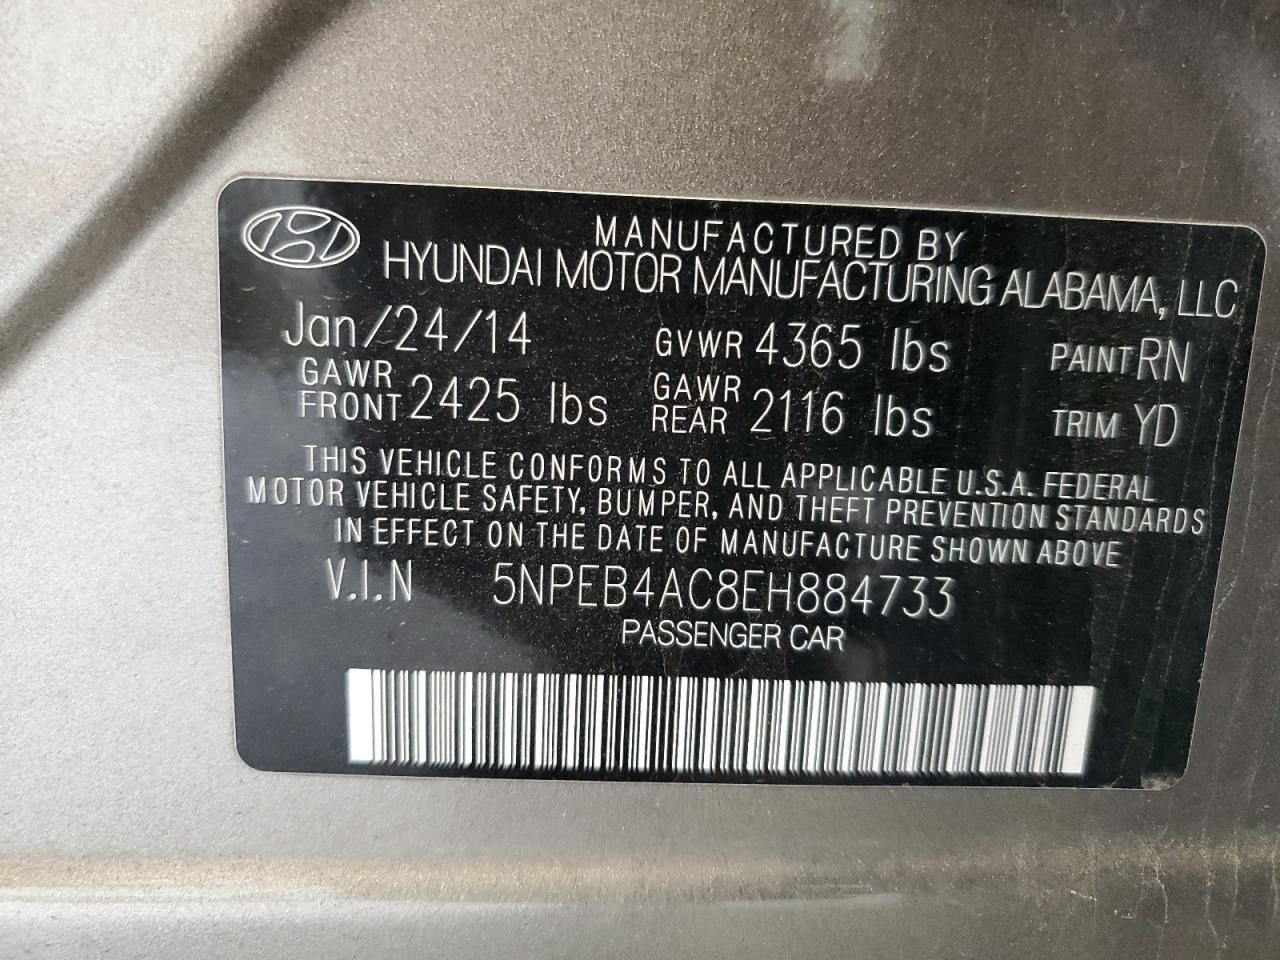 MANUFACTURED BY
HYUNDAI MOTOR MANUFACTURING ALABAMA, LLC
Jan/24/14 GVWR 4365 lbs PAINT RN
GAWR FRONT 2425 lbs GAWR REAR 2116 lbs TRIM YD
THIS VEHICLE CONFORMS TO ALL APPLICABLE U.S.A. FEDERAL
MOTOR VEHICLE SAFETY, BUMPER, AND THEFT PREVENTION STANDARDS
IN EFFECT ON THE DATE OF MANUFACTURE SHOWN ABOVE
V.I.N 5NPEB4AC8EH884733
PASSENGER CAR